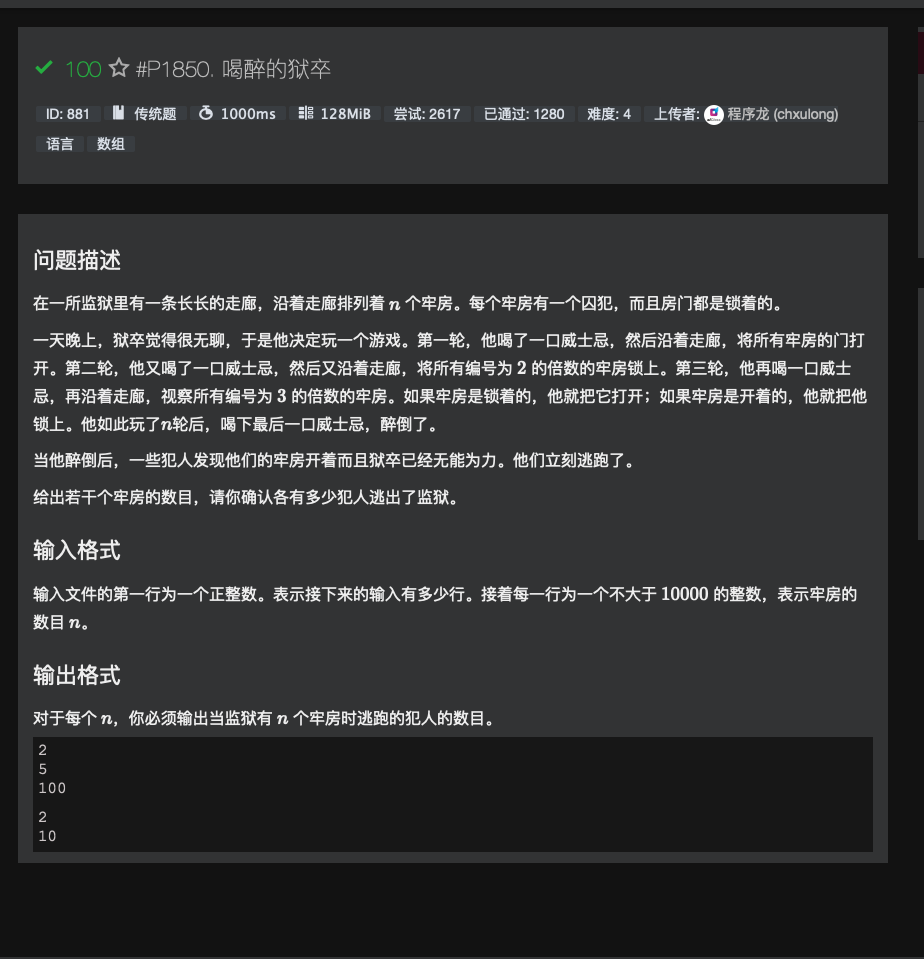 100 #P1850. 喝醉的狱卒
ID: 881 传统题 1000ms 128MiB 尝试: 2617 已通过: 1280 难度: 4 上传者: 程序龙 (chxulong)
语言 数组
问题描述
在一所监狱里有一条长长的走廊，沿着走廊排列着 n 个牢房。每个牢房有一个囚犯，而且房门都是锁着的。
一天晚上，狱卒觉得很无聊，于是他决定玩一个游戏。第一轮，他喝了一口威士忌，然后沿着走廊，将所有牢房的门打
开。第二轮，他又喝了一口威士忌，然后又沿着走廊，将所有编号为 2 的倍数的牢房锁上。第三轮，他再喝一口威士
忌，再沿着走廊，视察所有编号为 3 的倍数的牢房。如果牢房是锁着的，他就把它打开；如果牢房是开着的，他就把他
锁上。他如此玩了n轮后，喝下最后一口威士忌，醉倒了。
当他醉倒后，一些犯人发现他们的牢房开着而且狱卒已经无能为力。他们立刻逃跑了。
给出若干个牢房的数目，请你确认各有多少犯人逃出了监狱。
输入格式
输入文件的第一行为一个正整数。表示接下来的输入有多少行。接着每一行为一个不大于 10000 的整数，表示牢房的
数目 n。
输出格式
对于每个 n，你必须输出当监狱有 n 个牢房时逃跑的犯人的数目。
2
5
100
2
10